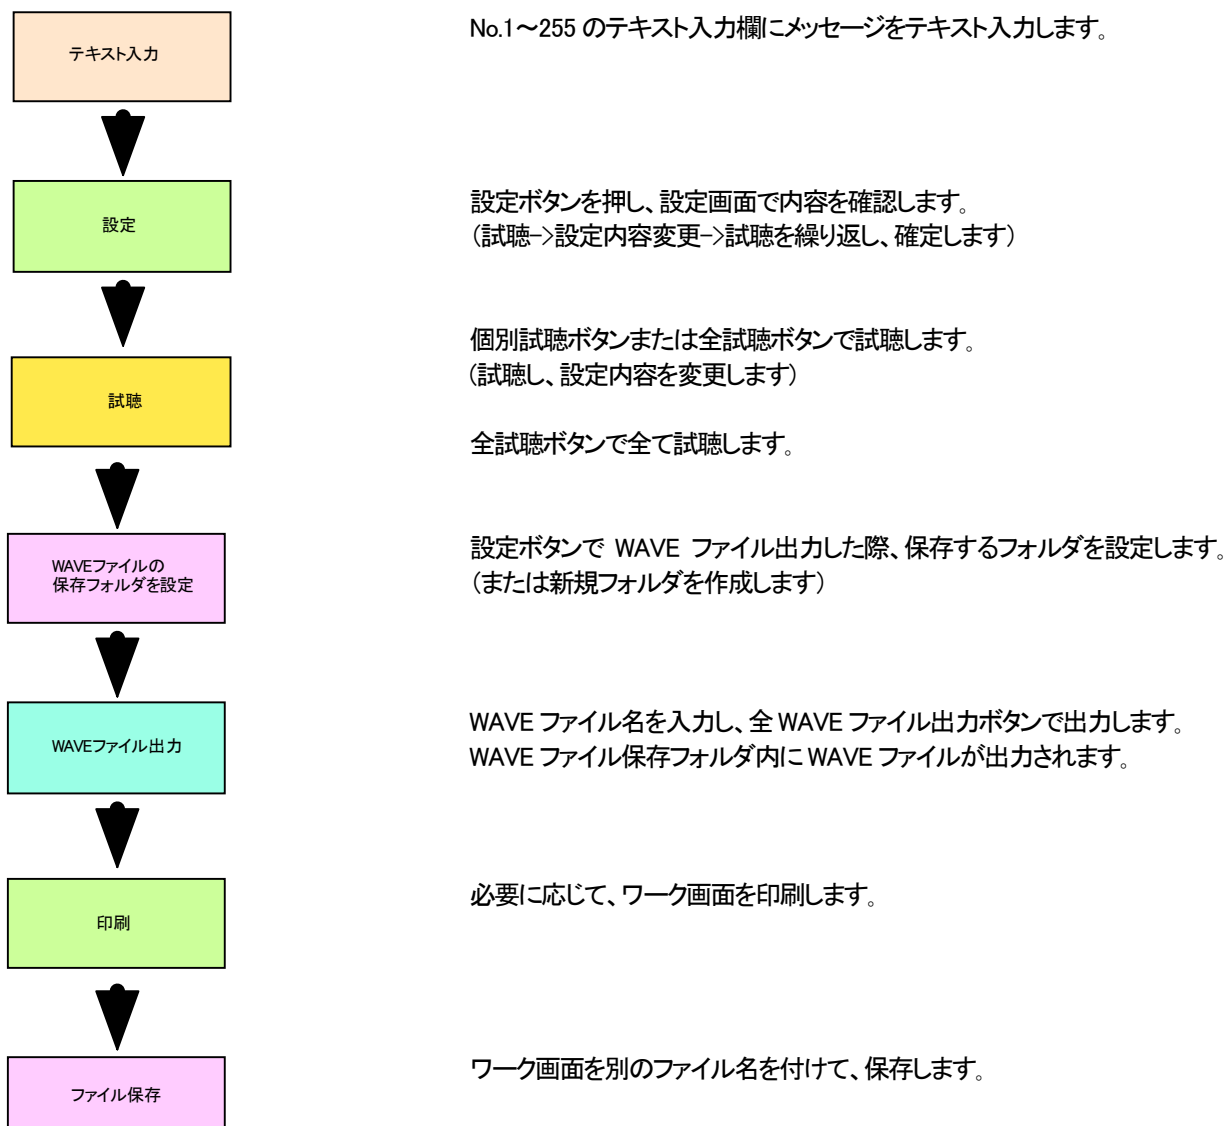 テキスト入力
No.1～255 のテキスト入力欄にメッセージをテキスト入力します。
設定
設定ボタンを押し、設定画面で内容を確認します。
（試聴->設定内容変更->試聴を繰り返し、確定します）
試聴
個別試聴ボタンまたは全試聴ボタンで試聴します。
（試聴し、設定内容を変更します）
全試聴ボタンで全て試聴します。
WAVEファイルの
保存フォルダを設定
設定ボタンで WAVE ファイル出力した際、保存するフォルダを設定します。
（または新規フォルダを作成します）
WAVEファイル出力
WAVE ファイル名を入力し、全 WAVE ファイル出力ボタンで出力します。
WAVE ファイル保存フォルダ内に WAVE ファイルが出力されます。
印刷
必要に応じて、ワーク画面を印刷します。
ファイル保存
ワーク画面を別のファイル名を付けて、保存します。